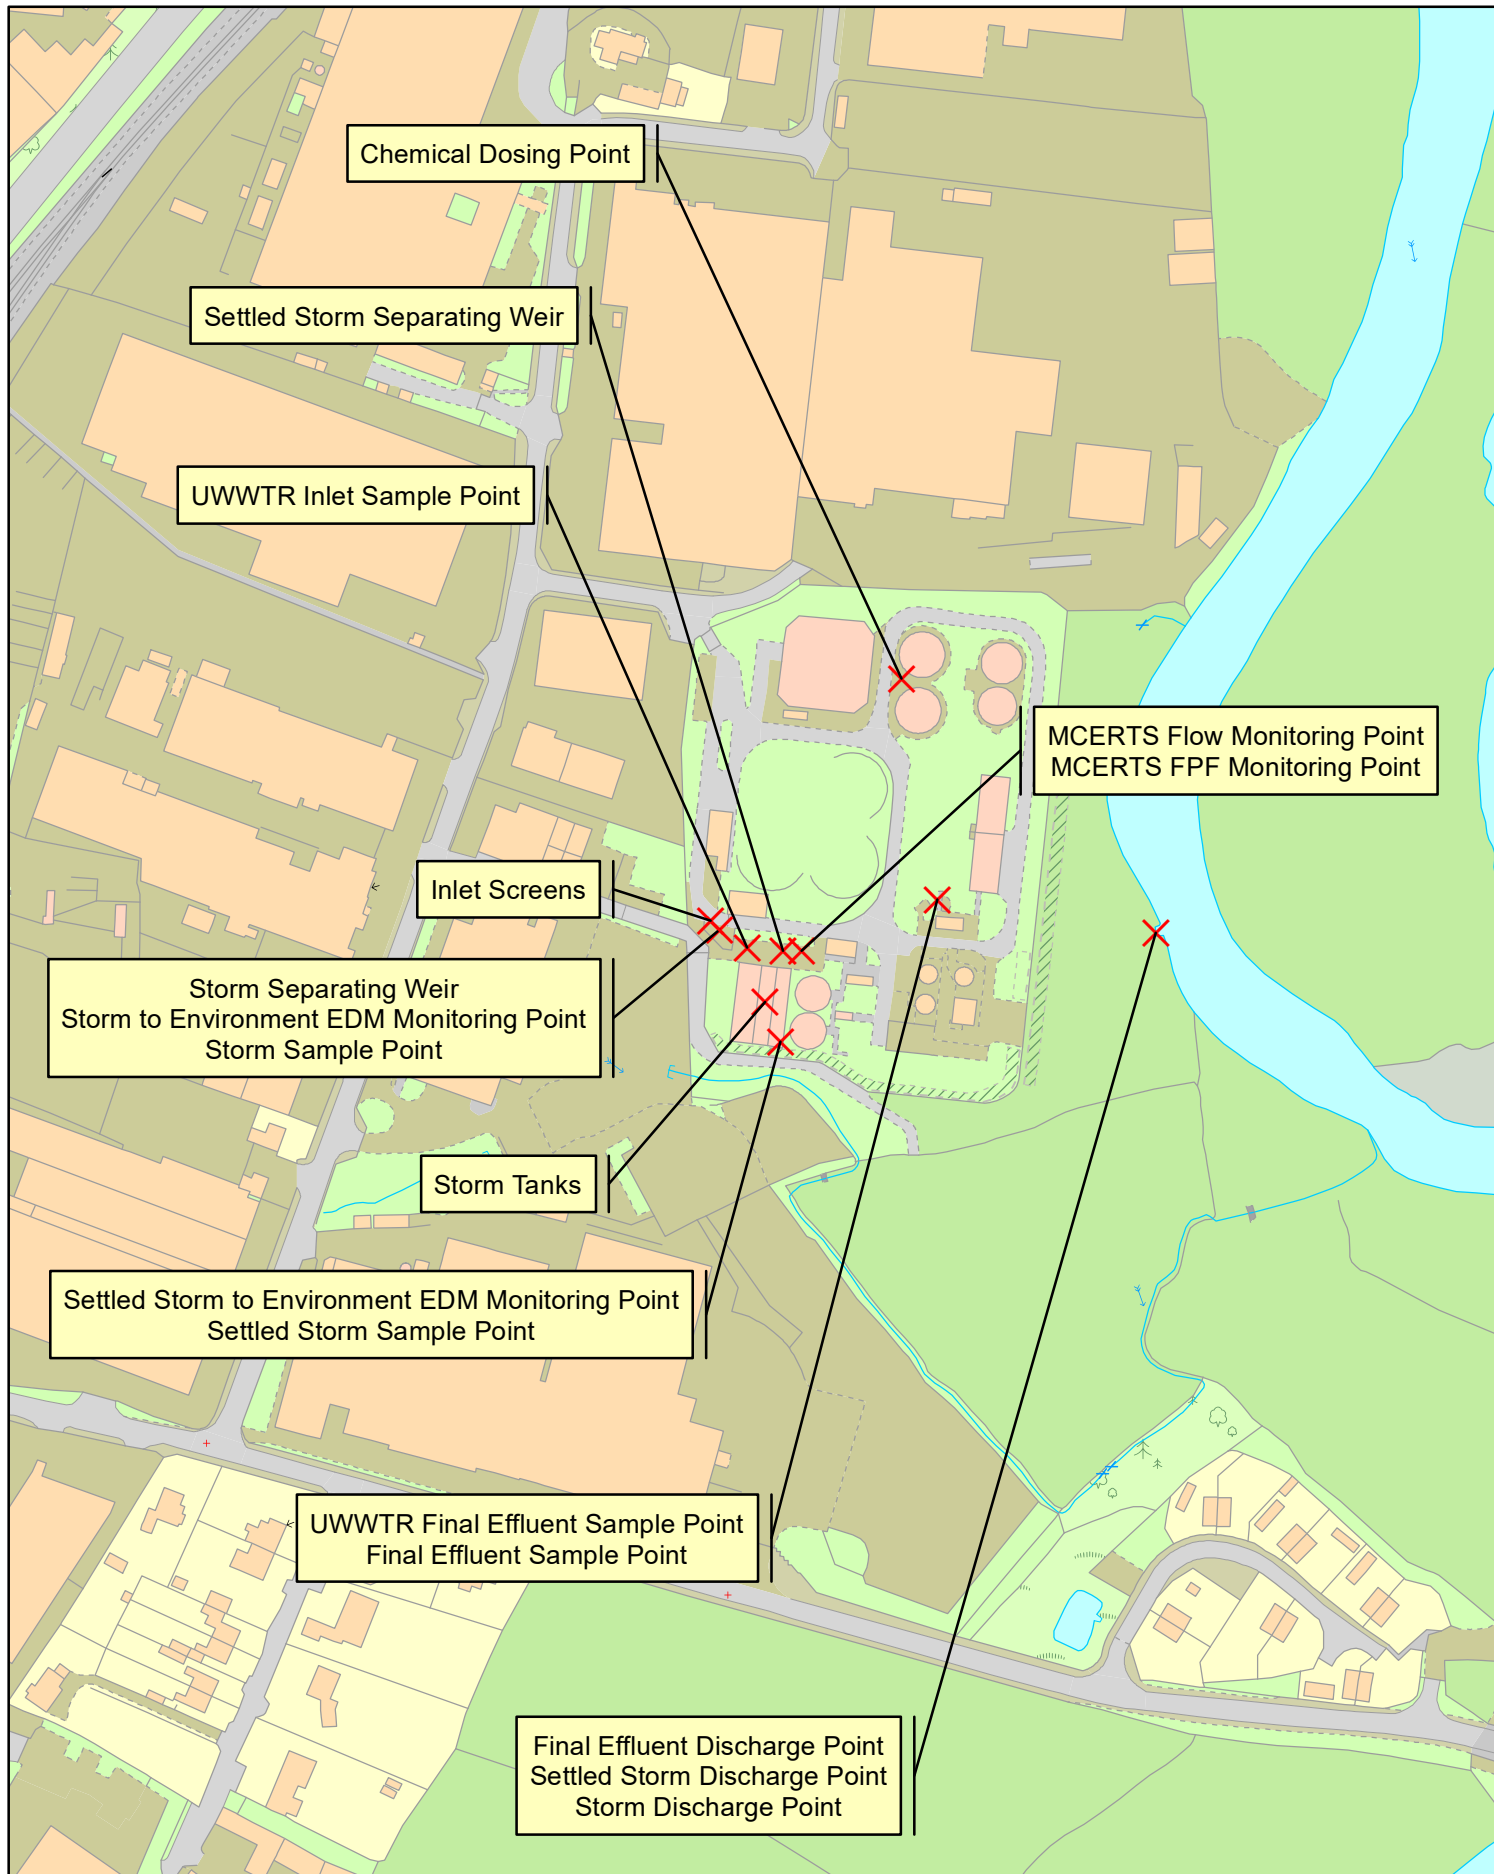 Chemical Dosing Point
Settled Storm Separating Weir
UWWTR Inlet Sample Point
MCERTS Flow Monitoring Point
MCERTS FPF Monitoring Point
Inlet Screens
Storm Separating Weir
Storm to Environment EDM Monitoring Point
Storm Sample Point
Storm Tanks
Settled Storm to Environment EDM Monitoring Point
Settled Storm Sample Point
UWWTR Final Effluent Sample Point
Final Effluent Sample Point
Final Effluent Discharge Point
Settled Storm Discharge Point
Storm Discharge Point